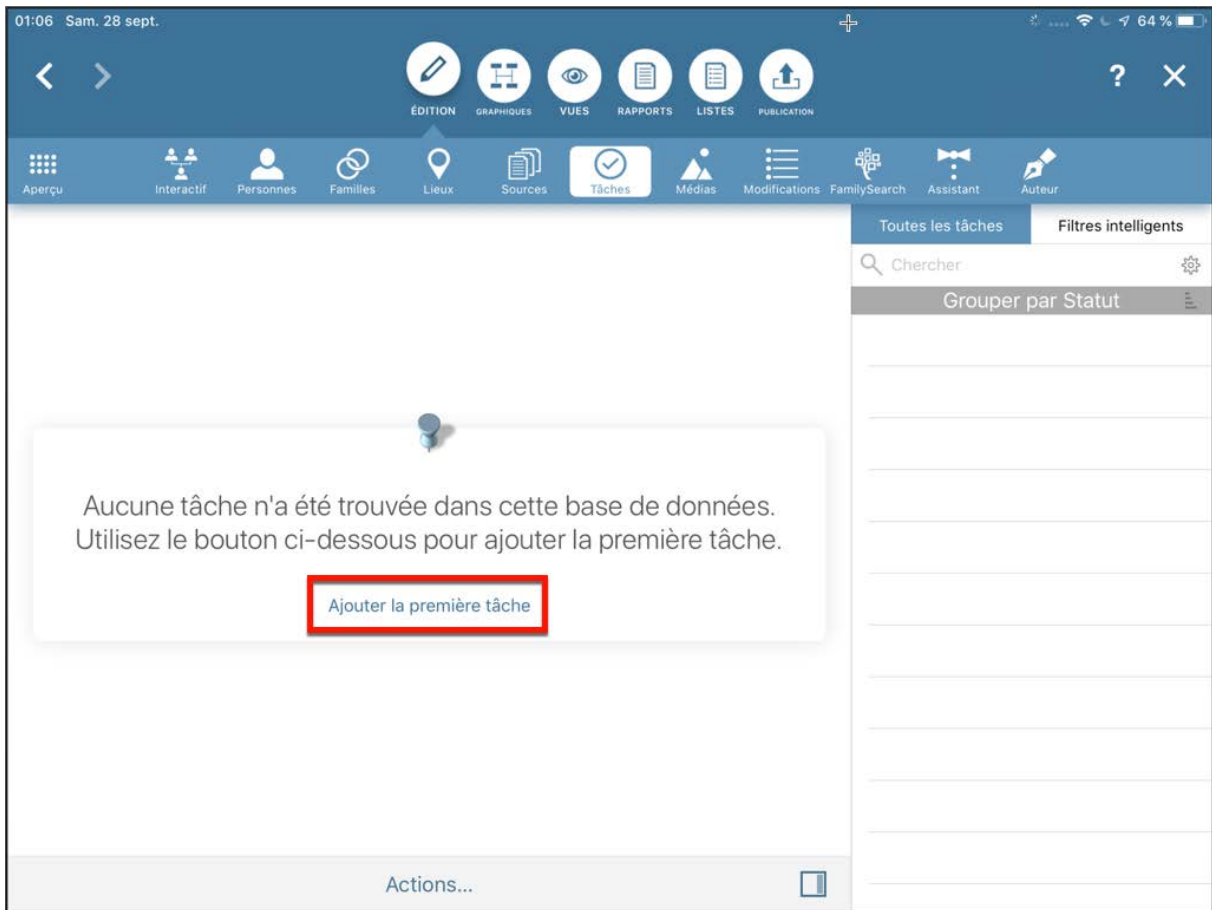 01:06 Sam. 28 sept.
64 %
?
ÉDITION GRAPHIQUES VUES RAPPORTS LISTES PUBLICATION
Aperçu Interactif Personnes Familles Lieux Sources Tâches Médias Modifications FamilySearch Assistant Auteur
Toutes les tâches Filtres intelligents
Chercher
Grouper par Statut
Aucune tâche n'a été trouvée dans cette base de données.
Utilisez le bouton ci-dessous pour ajouter la première tâche.
Ajouter la première tâche
Actions...